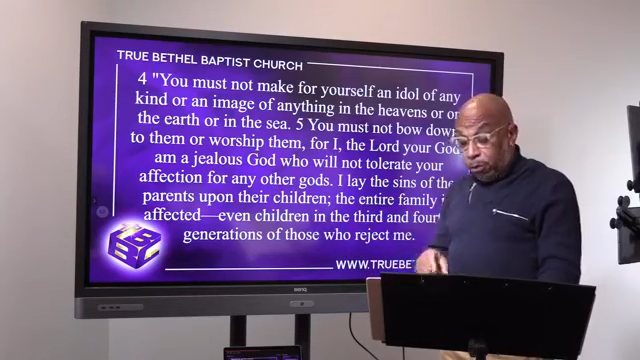 TRUE BETHEL BAPTIST CHURCH
4 "You must not make for yourself an idol of any
kind or an image of anything in the heavens or on
the earth or in the sea. 5 You must not bow down
to them or worship them, for I, the Lord your God,
am a jealous God who will not tolerate your
affection for any other gods. I lay the sins of the
parents upon their children; the entire family
affected—even children in the third and
generations of those who reject me.
TBBC
BenQ